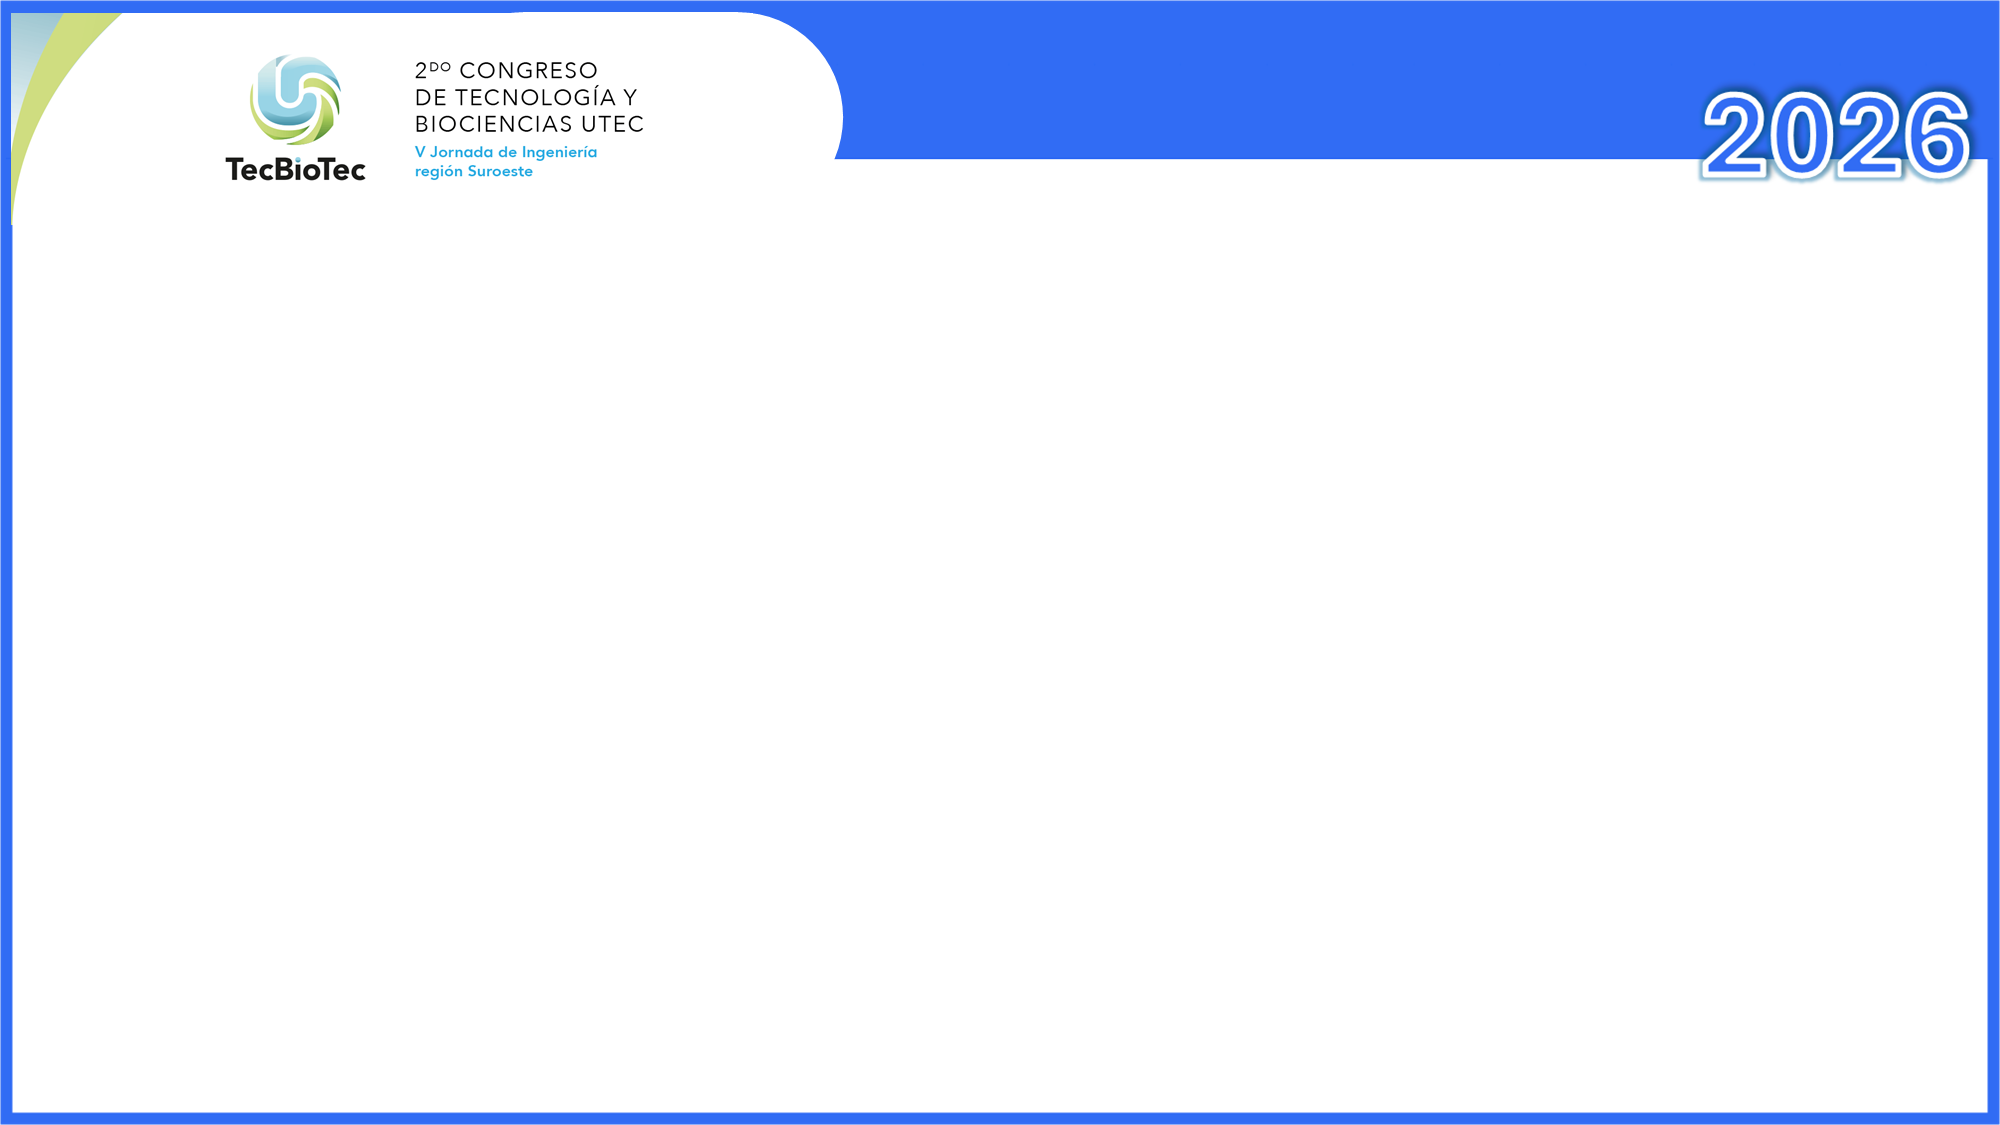 2DO CONGRESO
DE TECNOLOGÍA Y
BIOCIENCIAS UTEC
V Jornada de Ingeniería
región Suroeste
TecBioTec
2026